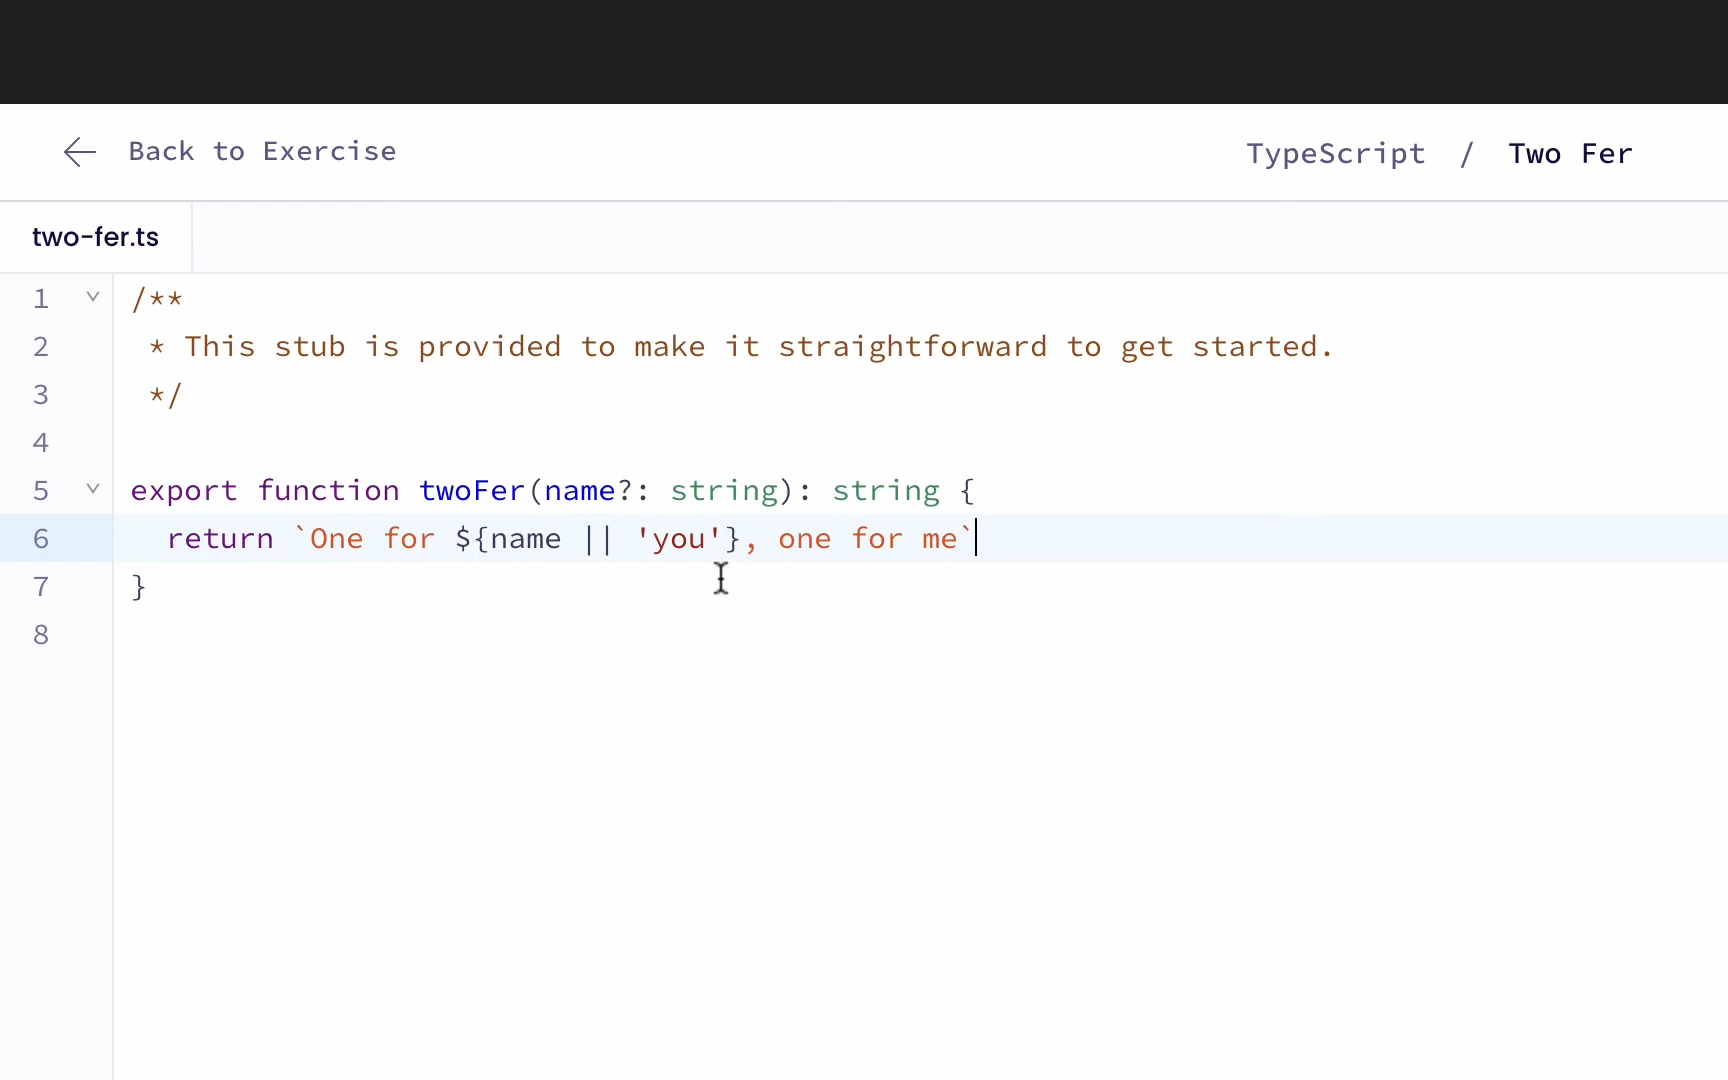 Back to Exercise
TypeScript / Two Fer
two-fer.ts
1 /**
2  * This stub is provided to make it straightforward to get started.
3  */
4
5 export function twoFer(name?: string): string {
6   return `One for ${name || 'you'}, one for me`
7 }
8